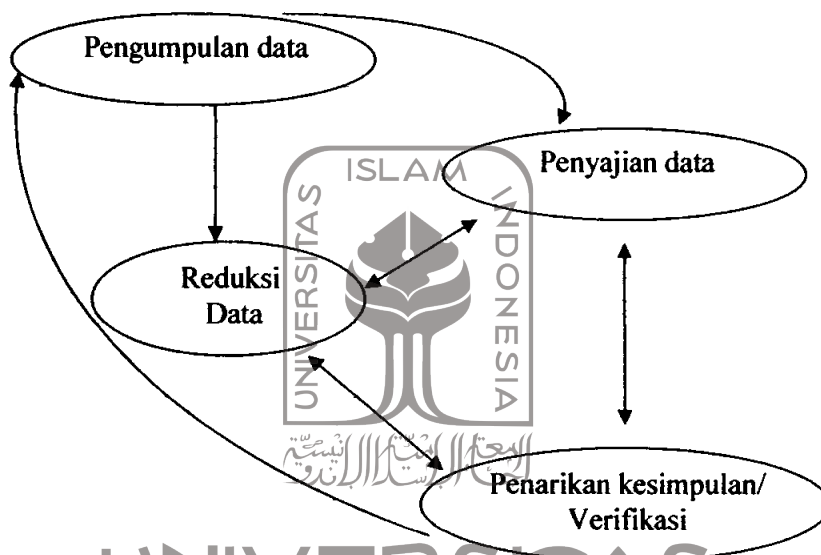 Pengumpulan data
Penyajian data
ISLAM
UNIVERSITAS
INDONESIA
Reduksi
Data
Penarikan kesimpulan/
Verifikasi